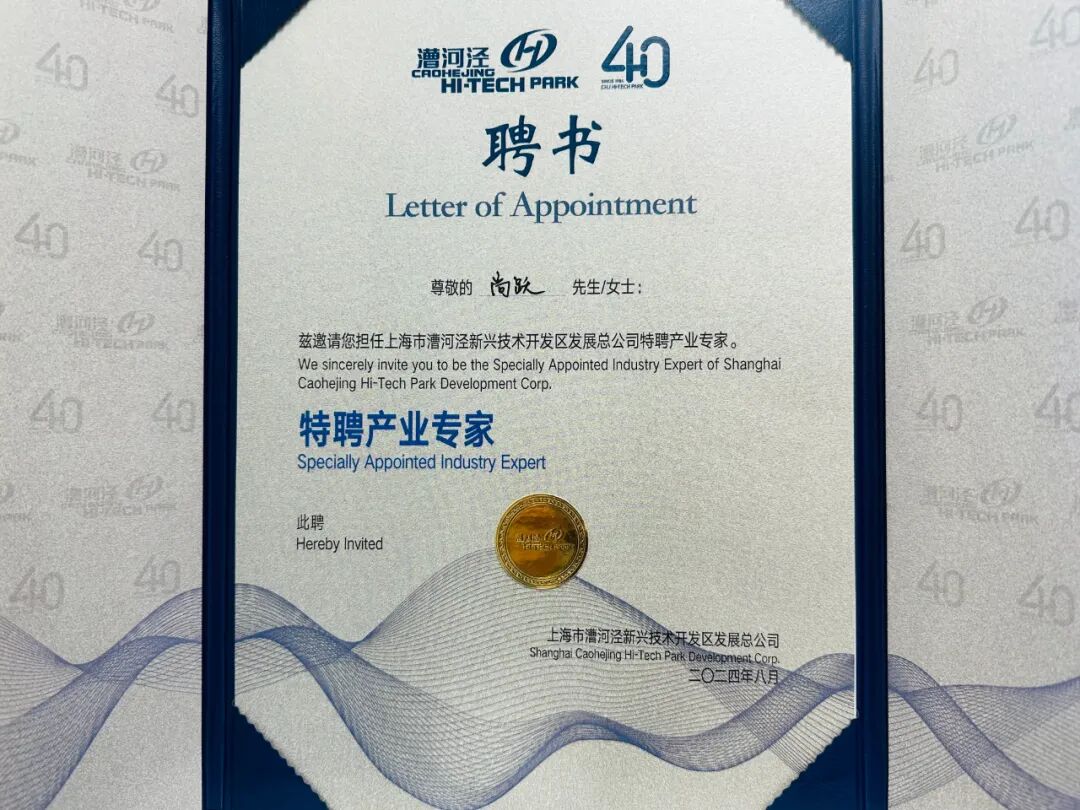 漕河泾
CAOHEJING
HI-TECH PARK
40
SINCE 1984
CHJ HI-TECH PARK
聘书
Letter of Appointment
尊敬的 尚跃 先生/女士：
兹邀请您担任上海市漕河泾新兴技术开发区发展总公司特聘产业专家。
We sincerely invite you to be the Specially Appointed Industry Expert of Shanghai
Caohejing Hi-Tech Park Development Corp.
特聘产业专家
Specially Appointed Industry Expert
此聘
Hereby Invited
上海市漕河泾新兴技术开发区发展总公司
Shanghai Caohejing Hi-Tech Park Development Corp.
二〇二四年八月